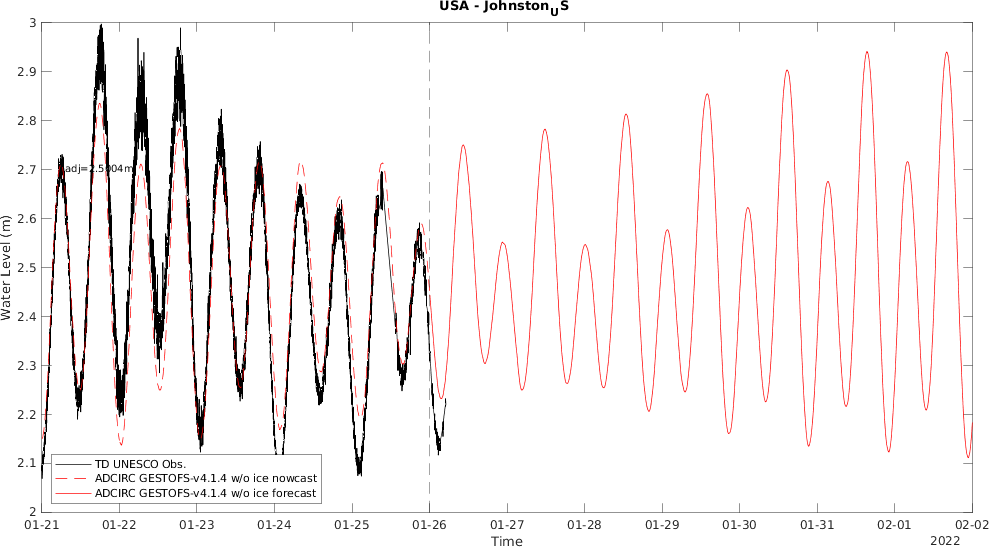 USA - Johnston_US
3
2.9
2.8
2.7
2.6
2.5
2.4
2.3
2.2
2.1
2
Water Level (m)
adj=2.5004m
TD UNESCO Obs.
ADCIRC GESTOFS-v4.1.4 w/o ice nowcast
ADCIRC GESTOFS-v4.1.4 w/o ice forecast
01-21 01-22 01-23 01-24 01-25 01-26 01-27 01-28 01-29 01-30 01-31 02-01 02-02
Time
2022